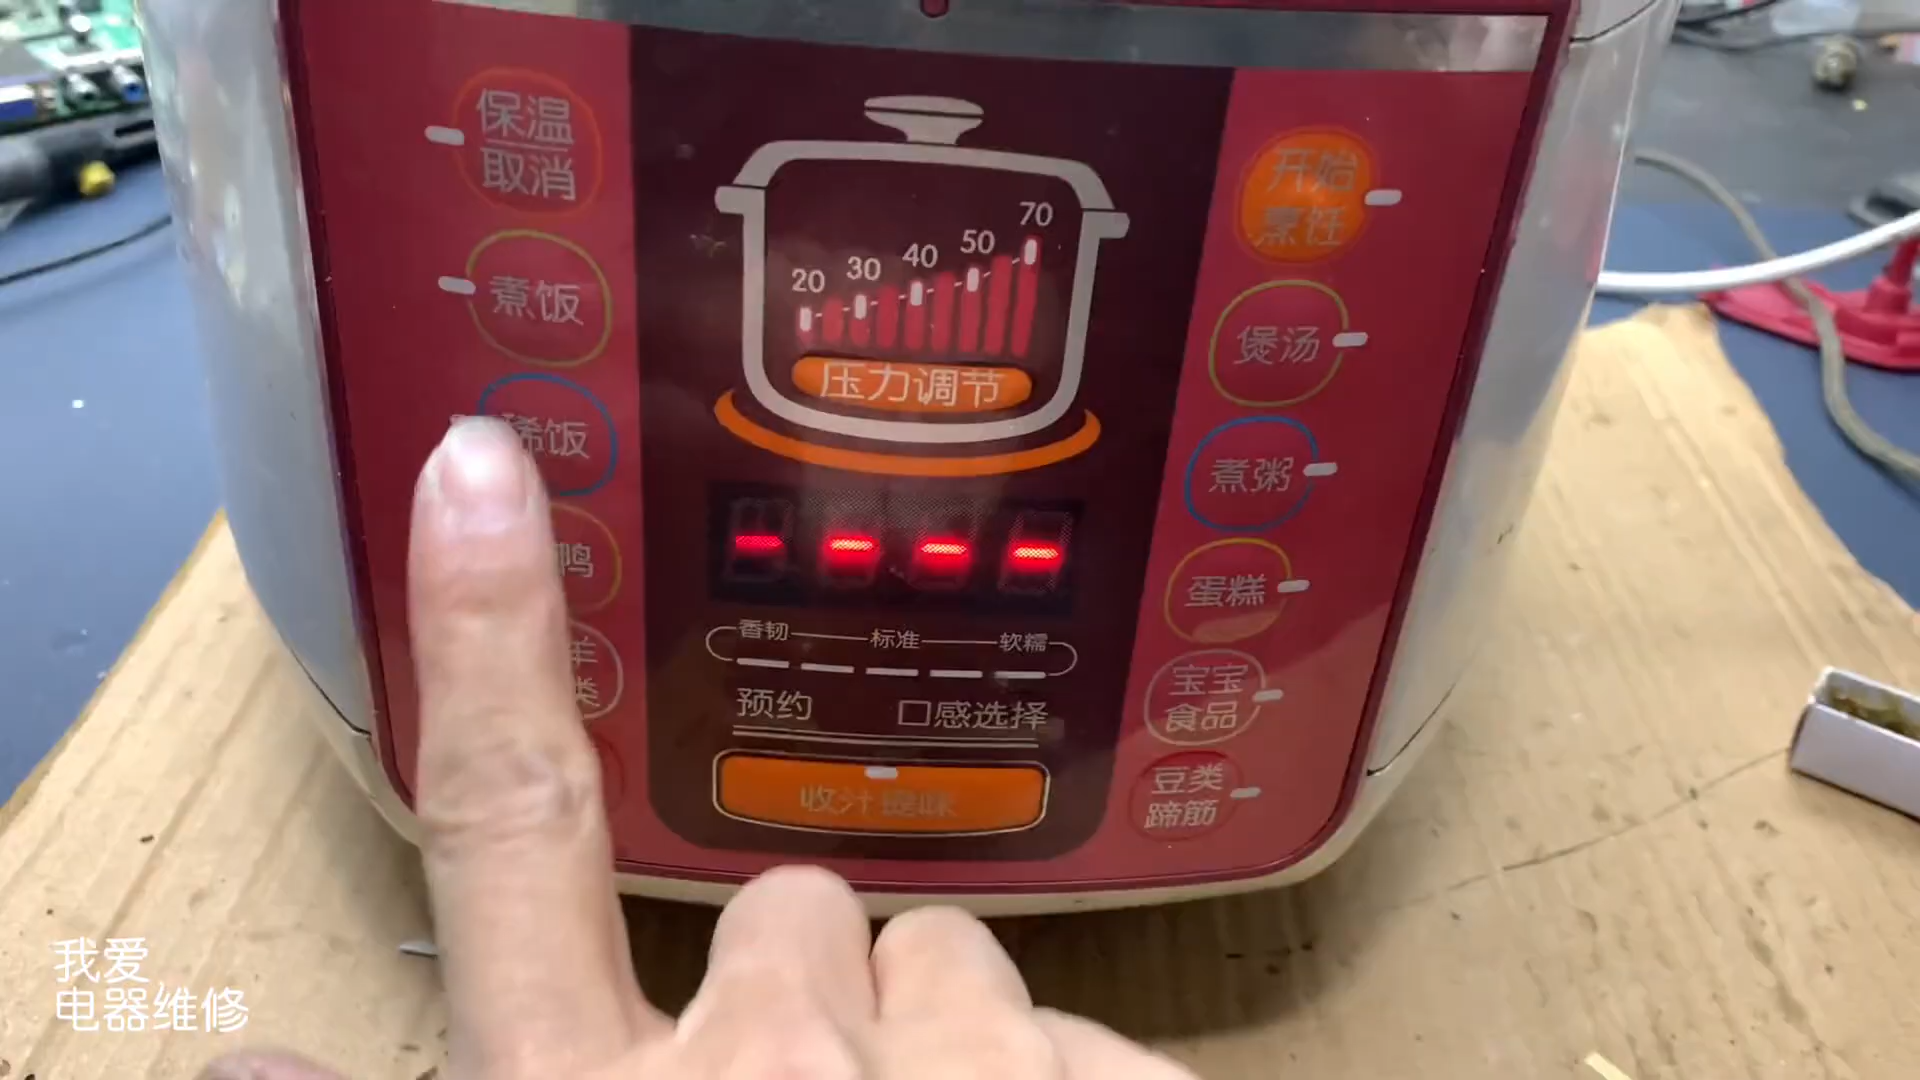 保温
取消
煮饭
稀饭
鸭
羊
类
70
50
40
30
20
压力调节
- - - -
香韧
标准
软糯
预约
口感选择
收汁提味
开始
烹饪
煲汤
煮粥
蛋糕
宝宝
食品
豆类
蹄筋
我爱
电器维修